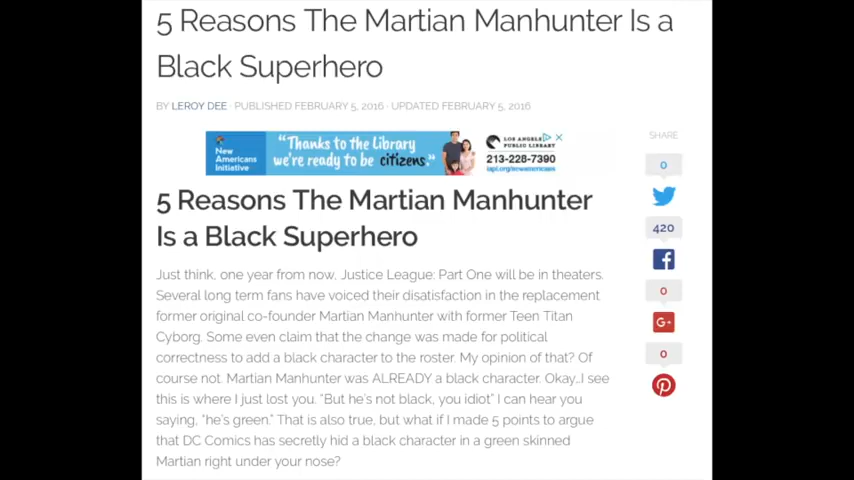 5 Reasons The Martian Manhunter Is a
Black Superhero
BY LEROY DEE · PUBLISHED FEBRUARY 5, 2016 · UPDATED FEBRUARY 5, 2016
SHARE
New
Americans
Initiative
"Thanks to the Library
we're ready to be citizens."
LOS ANGELES
PUBLIC LIBRARY
213-228-7390
lapl.org/newamericans
0
420
0
G+
0
5 Reasons The Martian Manhunter
Is a Black Superhero
Just think, one year from now, Justice League: Part One will be in theaters.
Several long term fans have voiced their disatisfaction in the replacement
former original co-founder Martian Manhunter with former Teen Titan
Cyborg. Some even claim that the change was made for political
correctness to add a black character to the roster. My opinion of that? Of
course not. Martian Manhunter was ALREADY a black character. Okay,.I see
this is where I just lost you. "But he's not black, you idiot" I can hear you
saying, "he's green." That is also true, but what if I made 5 points to argue
that DC Comics has secretly hid a black character in a green skinned
Martian right under your nose?